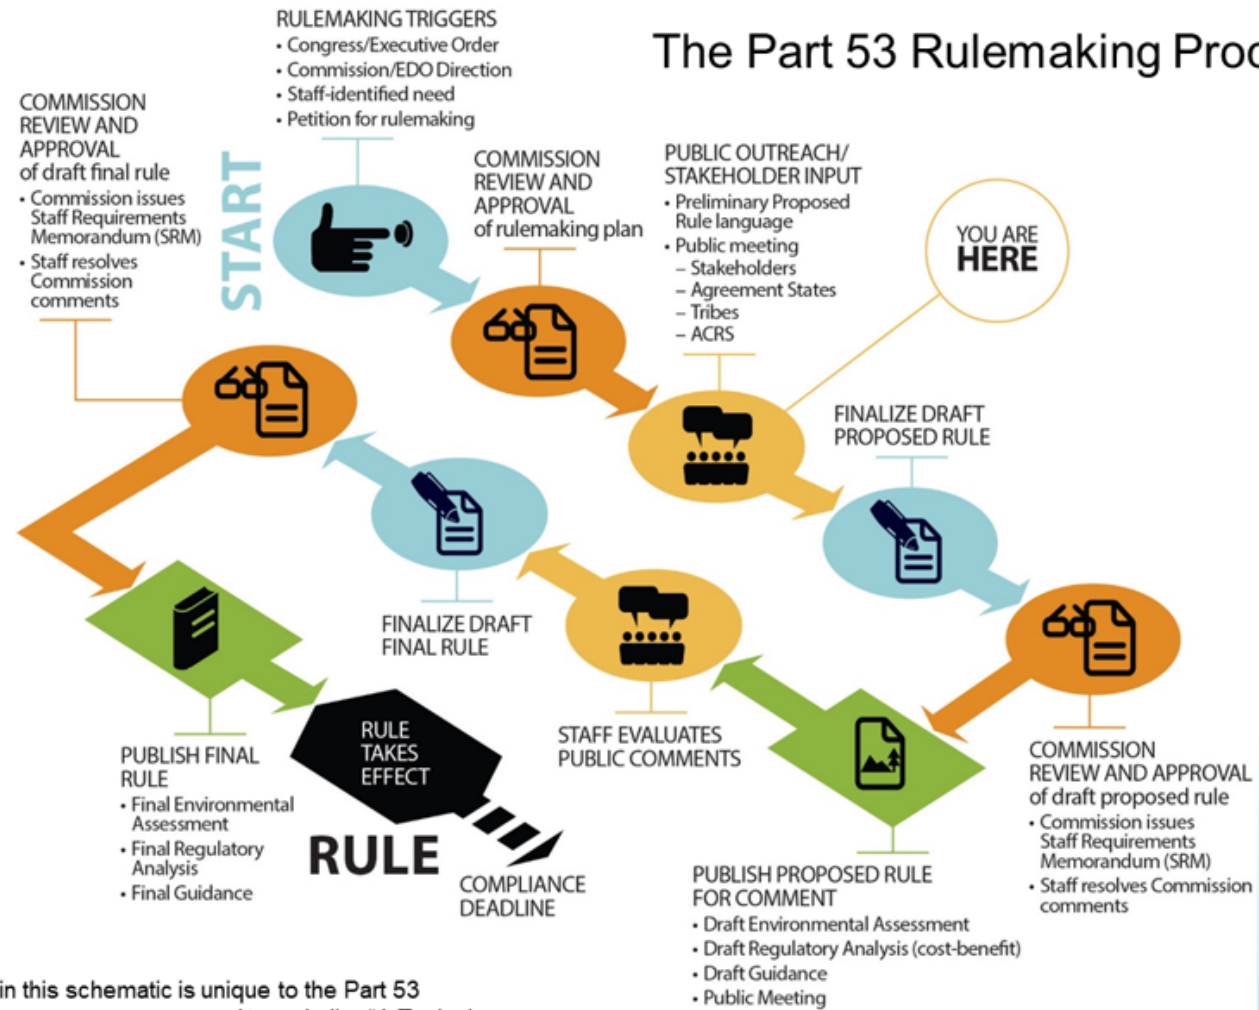 The Part 53 Rulemaking
RULEMAKING TRIGGERS
• Congress/Executive Order
• Commission/EDO Direction
• Staff-identified need
• Petition for rulemaking
START
COMMISSION
REVIEW AND
APPROVAL
of rulemaking plan
PUBLIC OUTREACH/
STAKEHOLDER INPUT
• Preliminary Proposed
Rule language
• Public meeting
– Stakeholders
– Agreement States
– Tribes
– ACRS
YOU ARE
HERE
FINALIZE DRAFT
PROPOSED RULE
COMMISSION
REVIEW AND APPROVAL
of draft proposed rule
• Commission issues
Staff Requirements
Memorandum (SRM)
• Staff resolves Commission
comments
PUBLISH PROPOSED RULE
FOR COMMENT
• Draft Environmental Assessment
• Draft Regulatory Analysis (cost-benefit)
• Draft Guidance
• Public Meeting
STAFF EVALUATES
PUBLIC COMMENTS
FINALIZE DRAFT
FINAL RULE
COMMISSION
REVIEW AND
APPROVAL
of draft final rule
• Commission issues
Staff Requirements
Memorandum (SRM)
• Staff resolves
Commission
comments
PUBLISH FINAL
RULE
• Final Environmental
Assessment
• Final Regulatory
Analysis
• Final Guidance
RULE
TAKES
EFFECT
RULE
COMPLIANCE
DEADLINE
in this schematic is unique to the Part 53